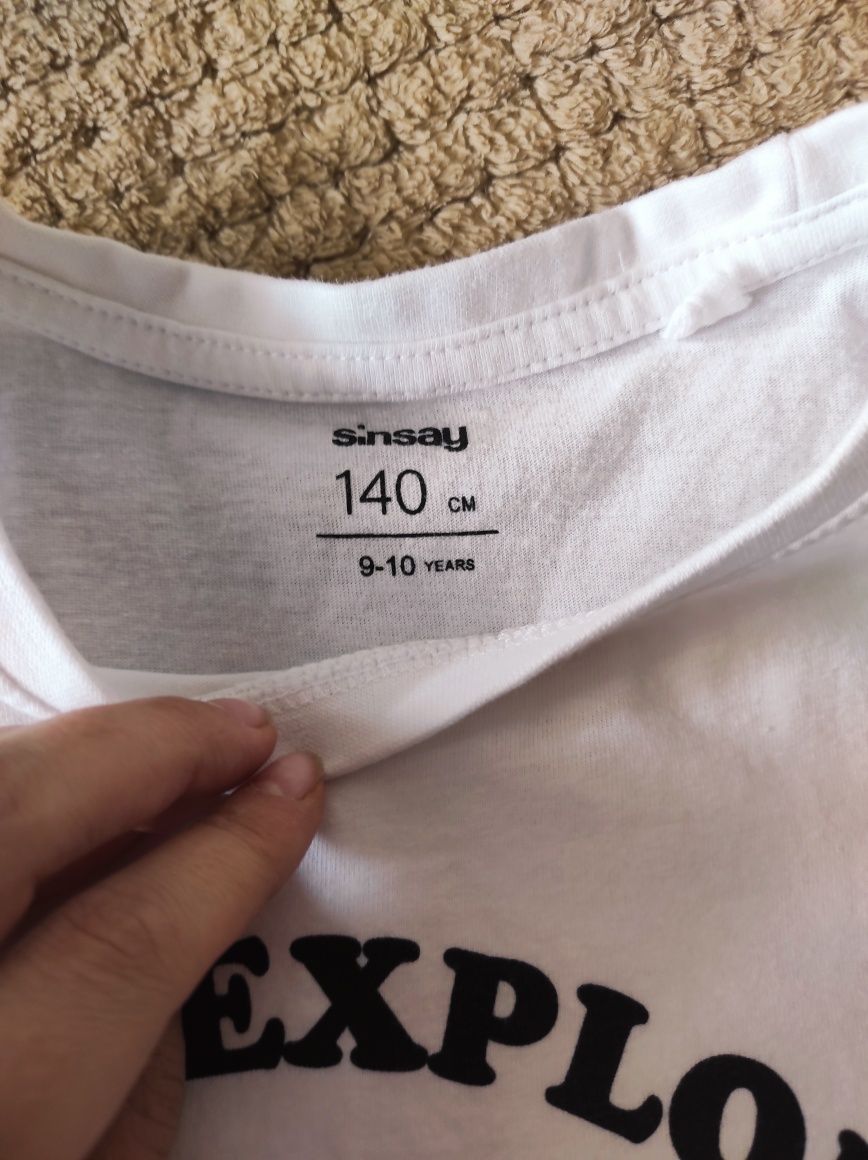 sinsay
140 CM
9-10 YEARS
EXPLO